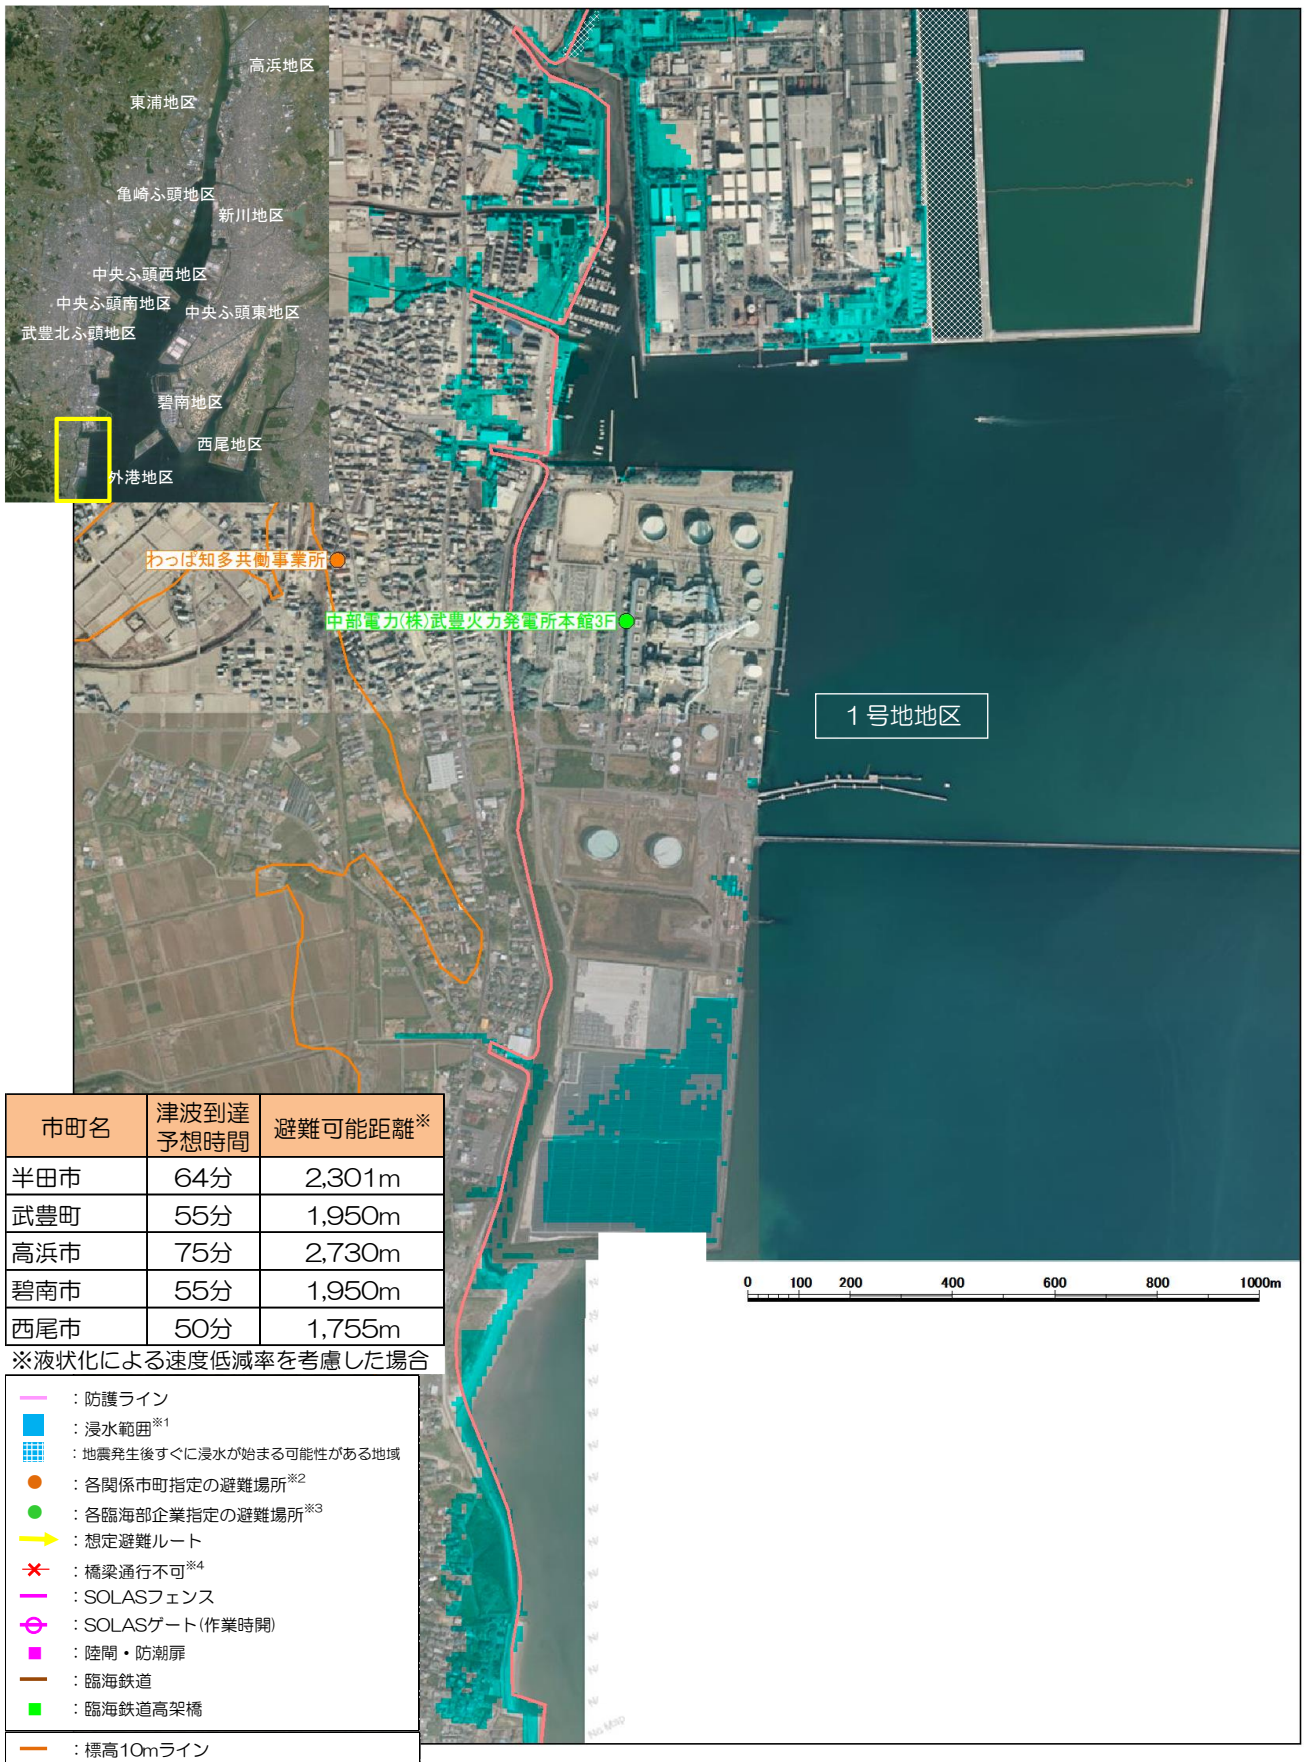 高浜地区
東浦地区
亀崎ふ頭地区
新川地区
中央ふ頭西地区
中央ふ頭南地区
中央ふ頭東地区
武豊北ふ頭地区
碧南地区
西尾地区
外港地区
わっぱ知多共働事業所
中部電力(株)武豊火力発電所本館3F
1号地地区
市町名 津波到達予想時間 避難可能距離※
半田市 64分 2,301m
武豊町 55分 1,950m
高浜市 75分 2,730m
碧南市 55分 1,950m
西尾市 50分 1,755m
※液状化による速度低減率を考慮した場合
0 100 200 400 600 800 1000m
：防護ライン
：浸水範囲※1
：地震発生後すぐに浸水が始まる可能性がある地域
：各関係市町指定の避難場所※2
：各臨海部企業指定の避難場所※3
：想定避難ルート
：橋梁通行不可※4
：SOLASフェンス
：SOLASゲート(作業時開)
：陸閘・防潮扉
：臨海鉄道
：臨海鉄道高架橋
：標高10mライン
No Map